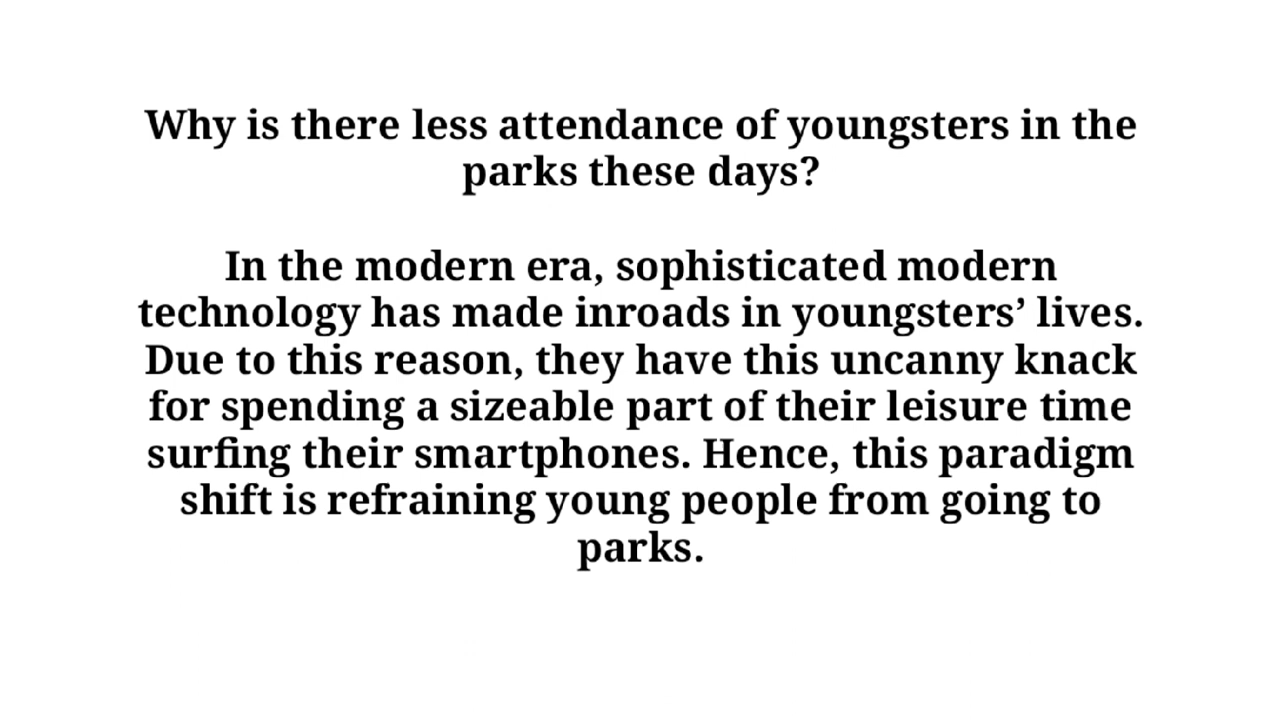 Why is there less attendance of youngsters in the
parks these days?
In the modern era, sophisticated modern
technology has made inroads in youngsters’ lives.
Due to this reason, they have this uncanny knack
for spending a sizeable part of their leisure time
surfing their smartphones. Hence, this paradigm
shift is refraining young people from going to
parks.